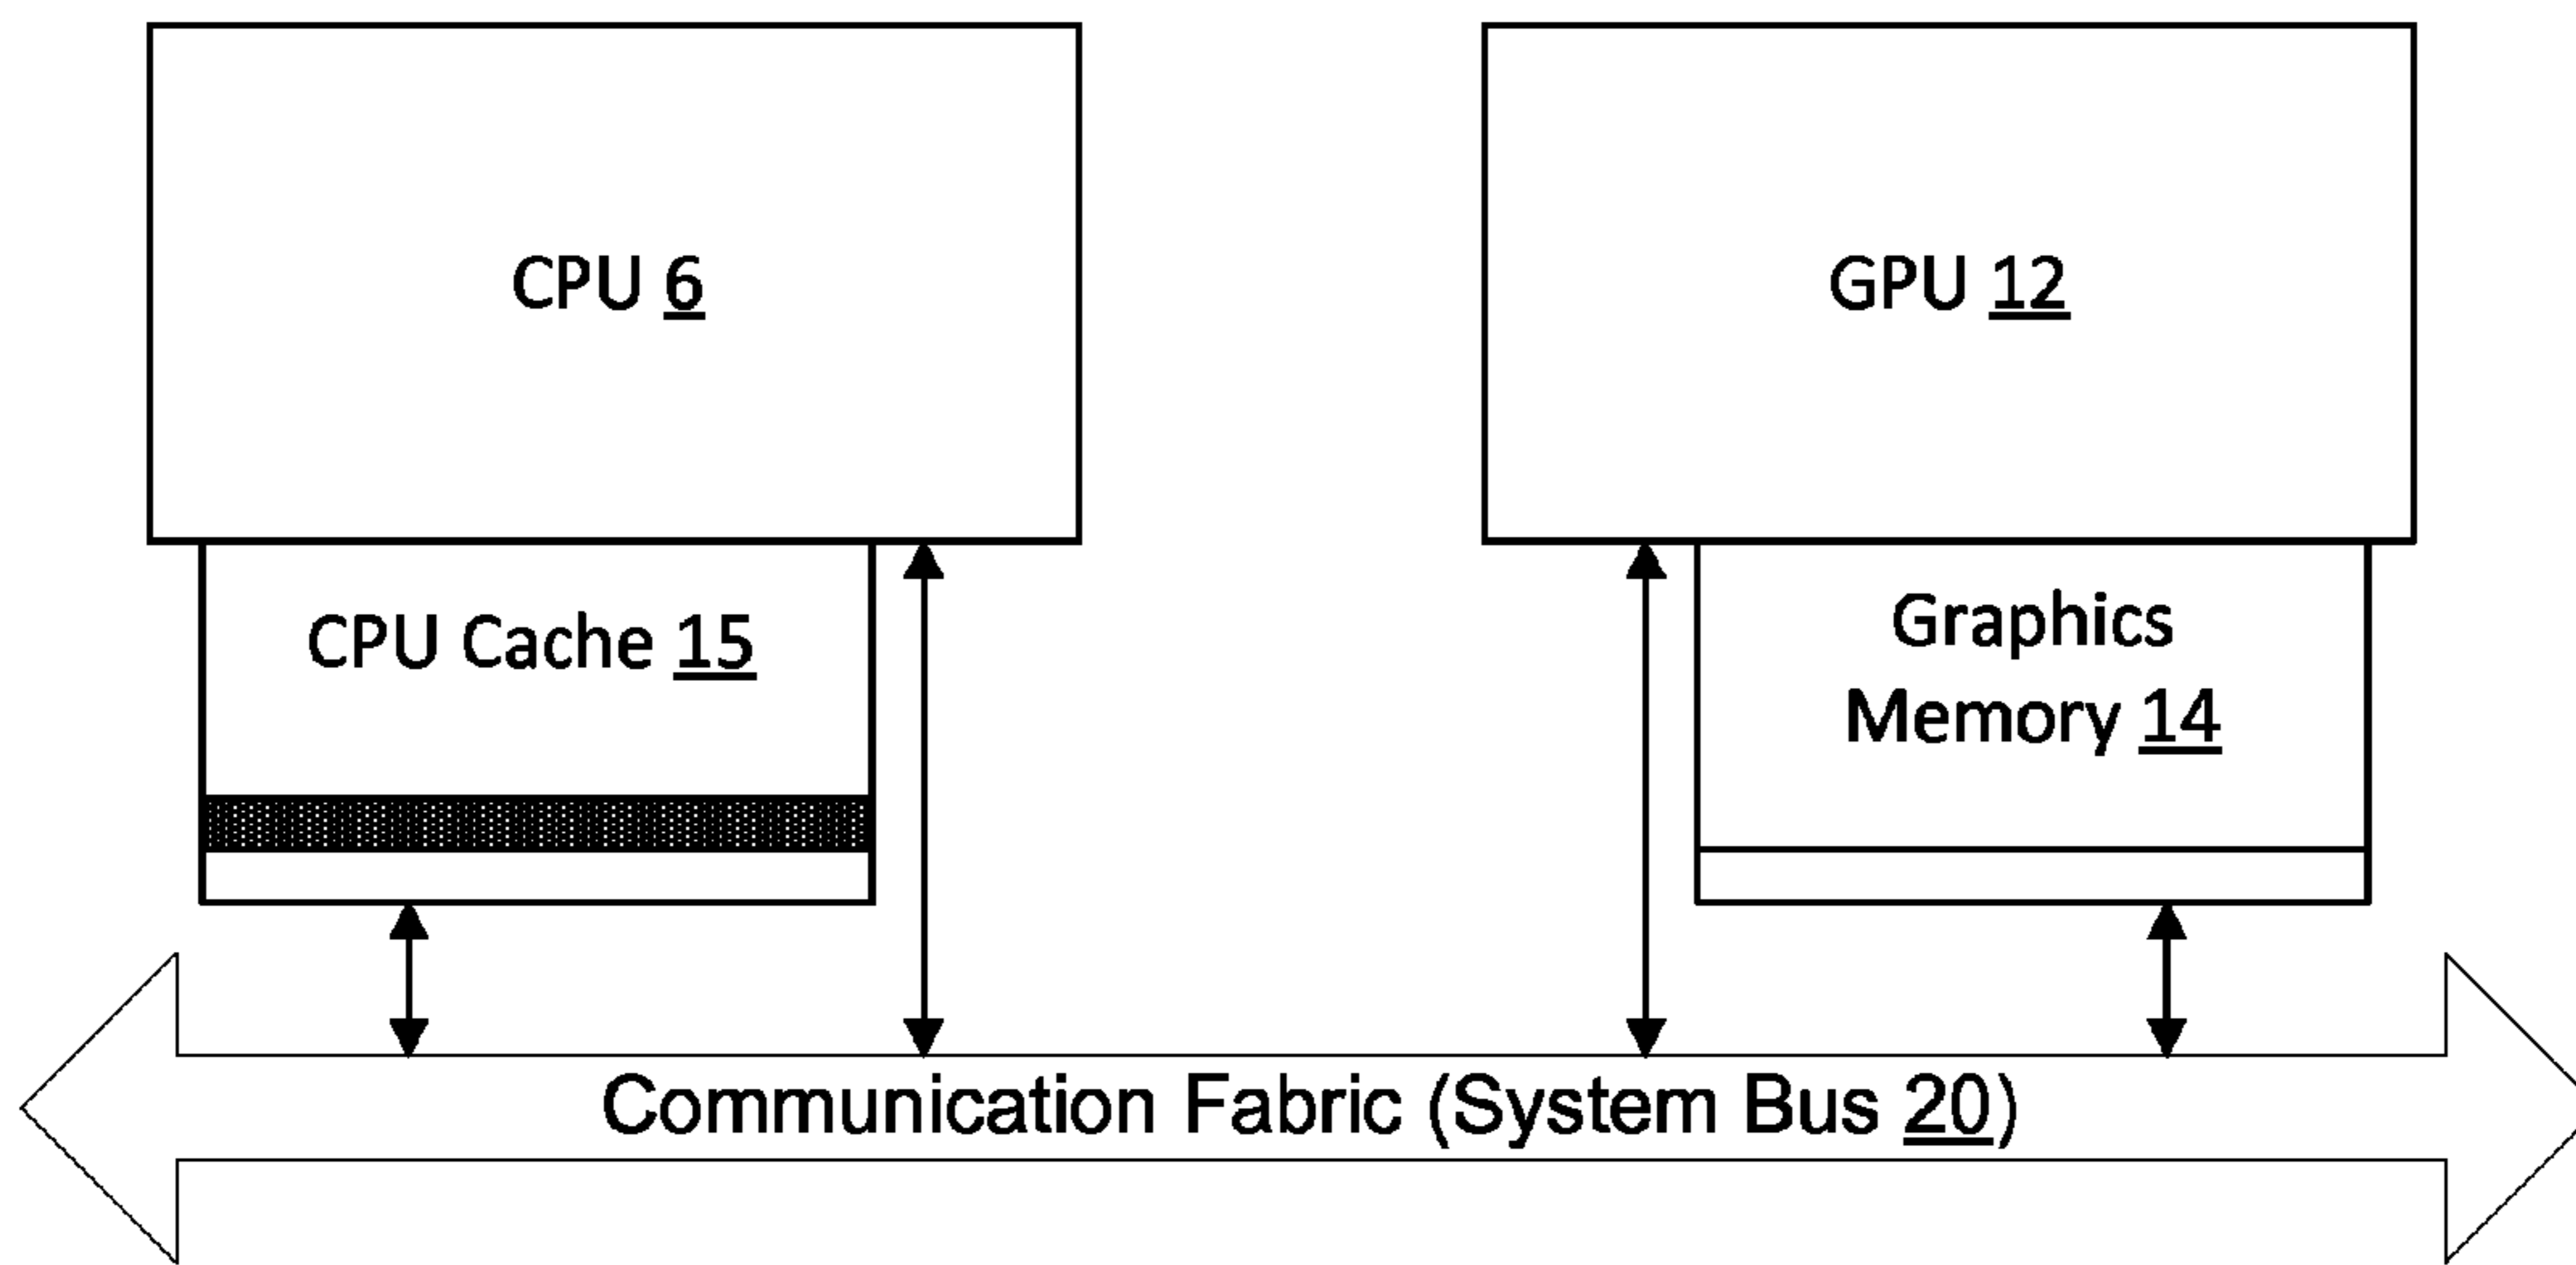 CPU 6
GPU 12
CPU Cache 15
Graphics
Memory 14
Communication Fabric (System Bus 20)